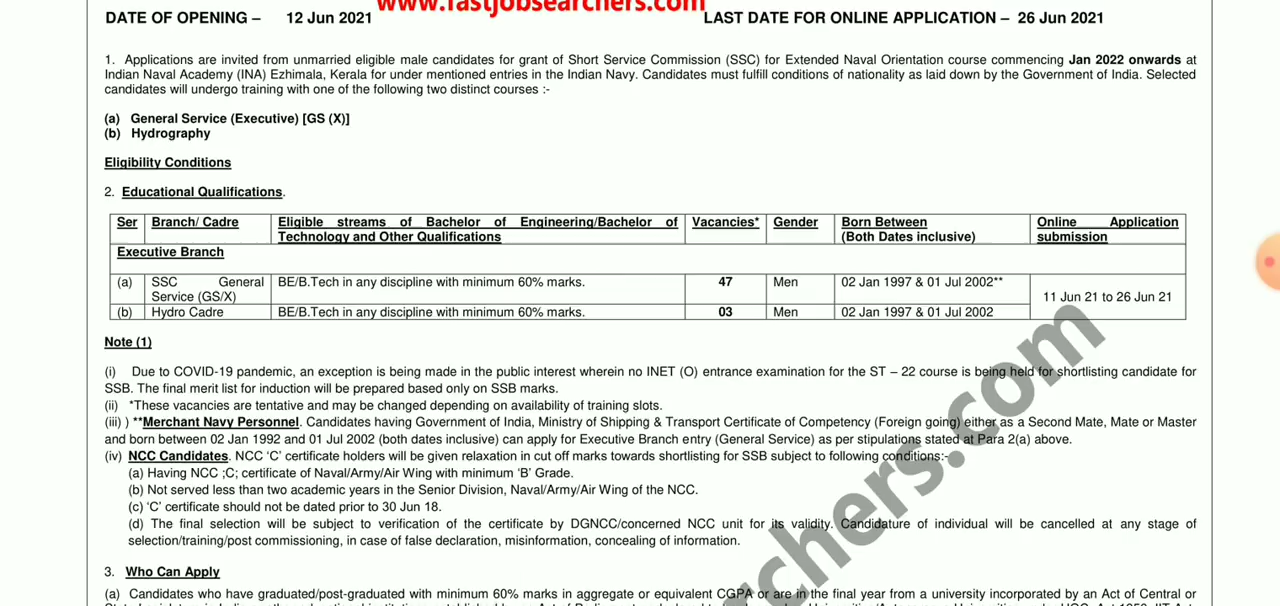 www.fastjobsearchers.com
DATE OF OPENING – 12 Jun 2021 LAST DATE FOR ONLINE APPLICATION – 26 Jun 2021
1. Applications are invited from unmarried eligible male candidates for grant of Short Service Commission (SSC) for Extended Naval Orientation course commencing Jan 2022 onwards at
Indian Naval Academy (INA) Ezhimala, Kerala for under mentioned entries in the Indian Navy. Candidates must fulfill conditions of nationality as laid down by the Government of India. Selected
candidates will undergo training with one of the following two distinct courses :-
(a) General Service (Executive) [GS (X)]
(b) Hydrography
Eligibility Conditions
2. Educational Qualifications.
Ser Branch/ Cadre Eligible streams of Bachelor of Engineering/Bachelor of Vacancies* Gender Born Between Online Application
Technology and Other Qualifications (Both Dates inclusive) submission
Executive Branch
(a) SSC General BE/B.Tech in any discipline with minimum 60% marks. 47 Men 02 Jan 1997 & 01 Jul 2002**
Service (GS/X) 11 Jun 21 to 26 Jun 21
(b) Hydro Cadre BE/B.Tech in any discipline with minimum 60% marks. 03 Men 02 Jan 1997 & 01 Jul 2002
Note (1)
(i) Due to COVID-19 pandemic, an exception is being made in the public interest wherein no INET (O) entrance examination for the ST – 22 course is being held for shortlisting candidate for
SSB. The final merit list for induction will be prepared based only on SSB marks.
(ii) *These vacancies are tentative and may be changed depending on availability of training slots.
(iii) ) **Merchant Navy Personnel. Candidates having Government of India, Ministry of Shipping & Transport Certificate of Competency (Foreign going) either as a Second Mate, Mate or Master
and born between 02 Jan 1992 and 01 Jul 2002 (both dates inclusive) can apply for Executive Branch entry (General Service) as per stipulations stated at Para 2(a) above.
(iv) NCC Candidates. NCC ‘C’ certificate holders will be given relaxation in cut off marks towards shortlisting for SSB subject to following conditions:-
(a) Having NCC ;C; certificate of Naval/Army/Air Wing with minimum ‘B’ Grade.
(b) Not served less than two academic years in the Senior Division, Naval/Army/Air Wing of the NCC.
(c) ‘C’ certificate should not be dated prior to 30 Jun 18.
(d) The final selection will be subject to verification of the certificate by DGNCC/concerned NCC unit for its validity. Candidature of individual will be cancelled at any stage of
selection/training/post commissioning, in case of false declaration, misinformation, concealing of information.
3. Who Can Apply
(a) Candidates who have graduated/post-graduated with minimum 60% marks in aggregate or equivalent CGPA or are in the final year from a university incorporated by an Act of Central or
rchers.com